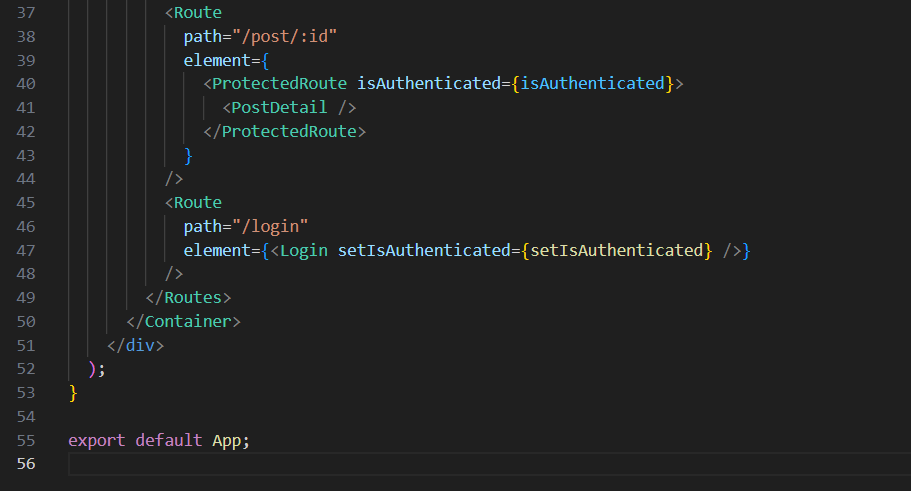 37 <Route
38 path="/post/:id"
39 element={
40 <ProtectedRoute isAuthenticated={isAuthenticated}>
41 <PostDetail />
42 </ProtectedRoute>
43 }
44 />
45 <Route
46 path="/login"
47 element={<Login setIsAuthenticated={setIsAuthenticated} />}
48 />
49 </Routes>
50 </Container>
51 </div>
52 );
53 }
54
55 export default App;
56